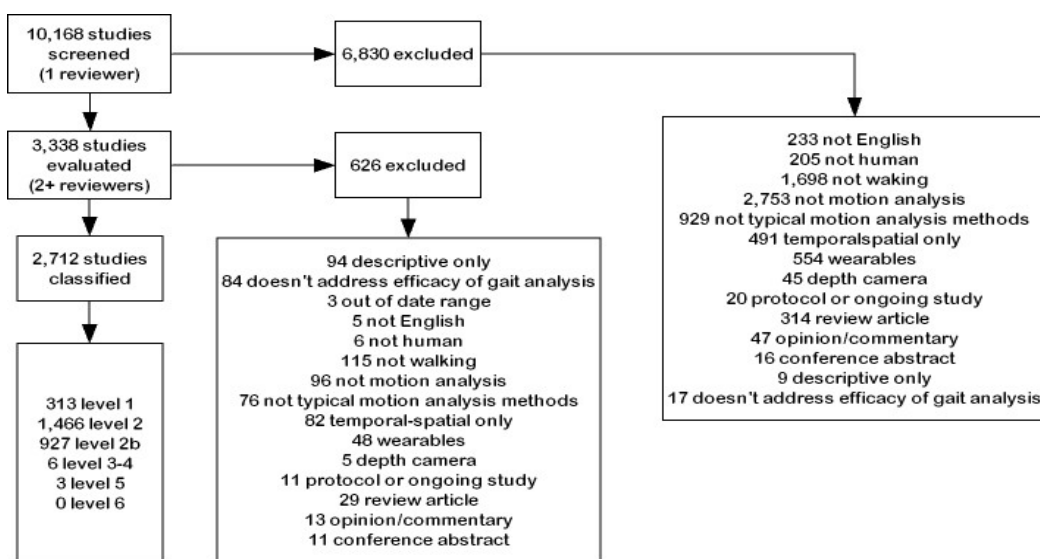 10,168 studies
screened
(1 reviewer)
6,830 excluded
3,338 studies
evaluated
(2+ reviewers)
626 excluded
2,712 studies
classified
313 level 1
1,466 level 2
927 level 2b
6 level 3-4
3 level 5
0 level 6
94 descriptive only
84 doesn't address efficacy of gait analysis
3 out of date range
5 not English
6 not human
115 not walking
96 not motion analysis
76 not typical motion analysis methods
82 temporal-spatial only
48 wearables
5 depth camera
11 protocol or ongoing study
29 review article
13 opinion/commentary
11 conference abstract
233 not English
205 not human
1,698 not waking
2,753 not motion analysis
929 not typical motion analysis methods
491 temporalspatial only
554 wearables
45 depth camera
20 protocol or ongoing study
314 review article
47 opinion/commentary
16 conference abstract
9 descriptive only
17 doesn't address efficacy of gait analysis